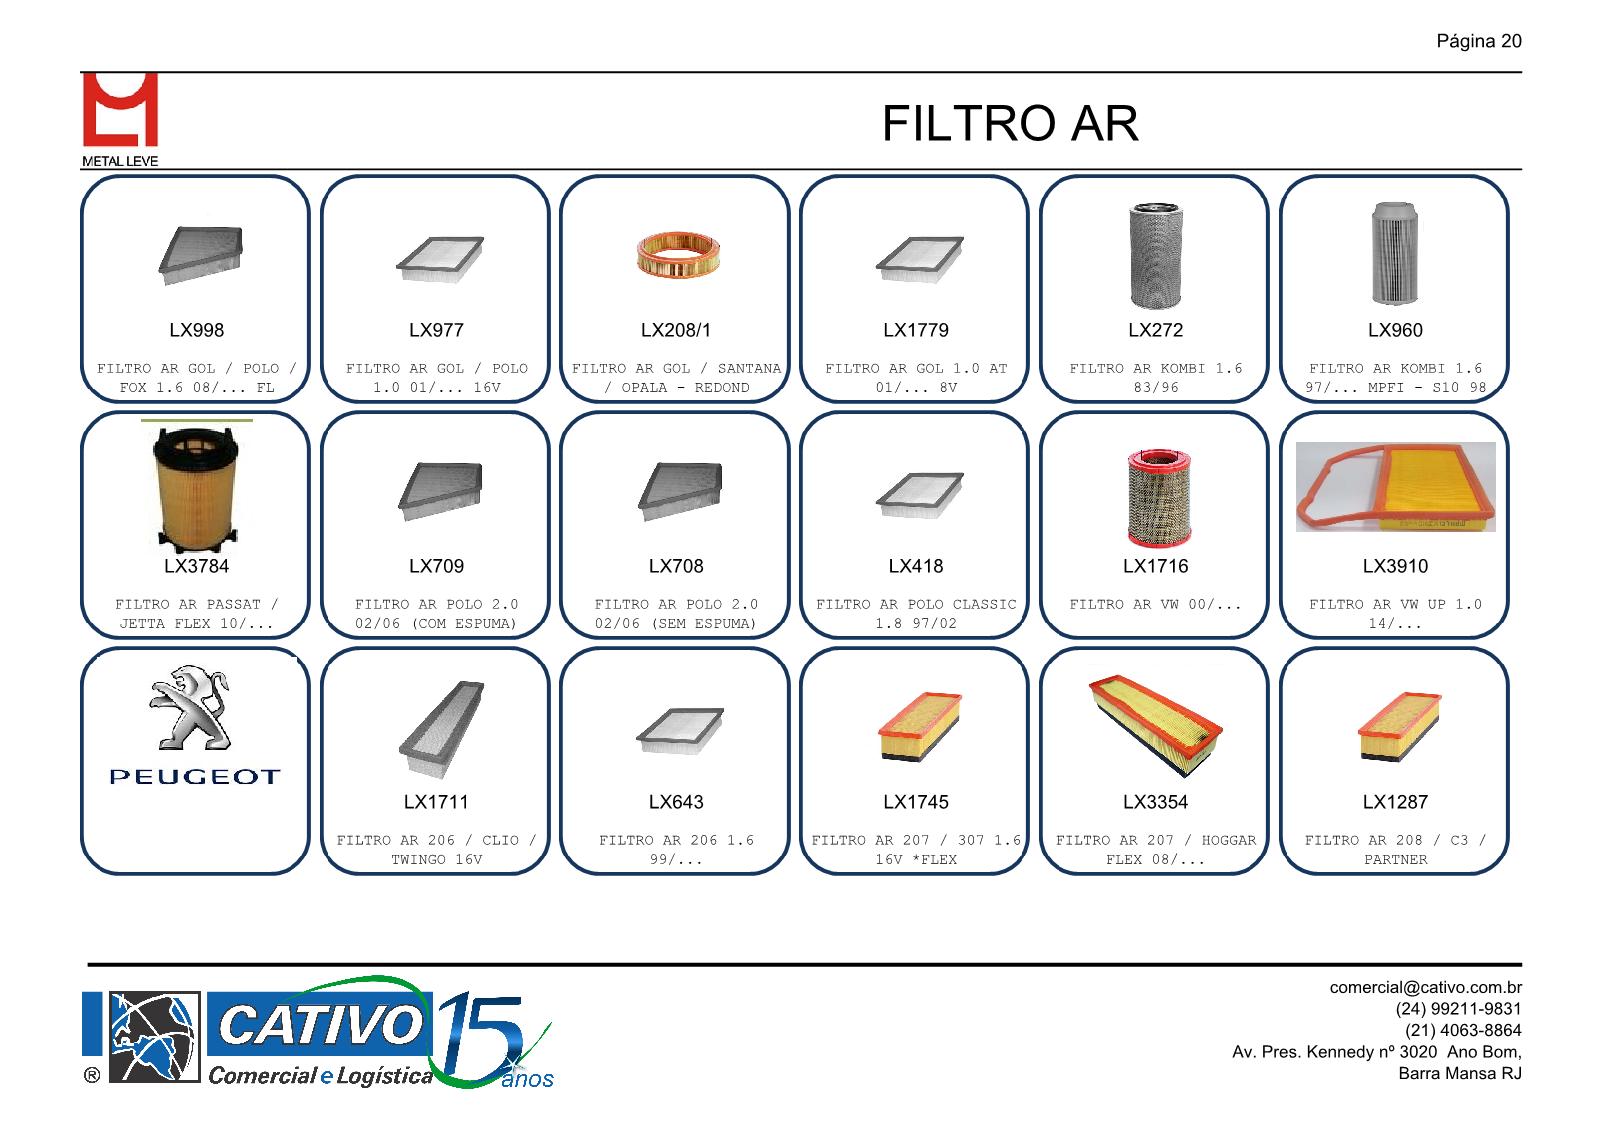 Página 20
METAL LEVE
FILTRO AR
LX998
FILTRO AR GOL / POLO /
FOX 1.6 08/... FL
LX977
FILTRO AR GOL / POLO
1.0 01/... 16V
LX208/1
FILTRO AR GOL / SANTANA
/ OPALA - REDOND
LX1779
FILTRO AR GOL 1.0 AT
01/... 8V
LX272
FILTRO AR KOMBI 1.6
83/96
LX960
FILTRO AR KOMBI 1.6
97/... MPFI - S10 98
LX3784
FILTRO AR PASSAT /
JETTA FLEX 10/...
LX709
FILTRO AR POLO 2.0
02/06 (COM ESPUMA)
LX708
FILTRO AR POLO 2.0
02/06 (SEM ESPUMA)
LX418
FILTRO AR POLO CLASSIC
1.8 97/02
LX1716
FILTRO AR VW 00/...
LX3910
FILTRO AR VW UP 1.0
14/...
PEUGEOT
LX1711
FILTRO AR 206 / CLIO /
TWINGO 16V
LX643
FILTRO AR 206 1.6
99/...
LX1745
FILTRO AR 207 / 307 1.6
16V *FLEX
LX3354
FILTRO AR 207 / HOGGAR
FLEX 08/...
LX1287
FILTRO AR 208 / C3 /
PARTNER
CATIVO 15
® Comercial e Logística anos
comercial@cativo.com.br
(24) 99211-9831
(21) 4063-8864
Av. Pres. Kennedy nº 3020 Ano Bom,
Barra Mansa RJ